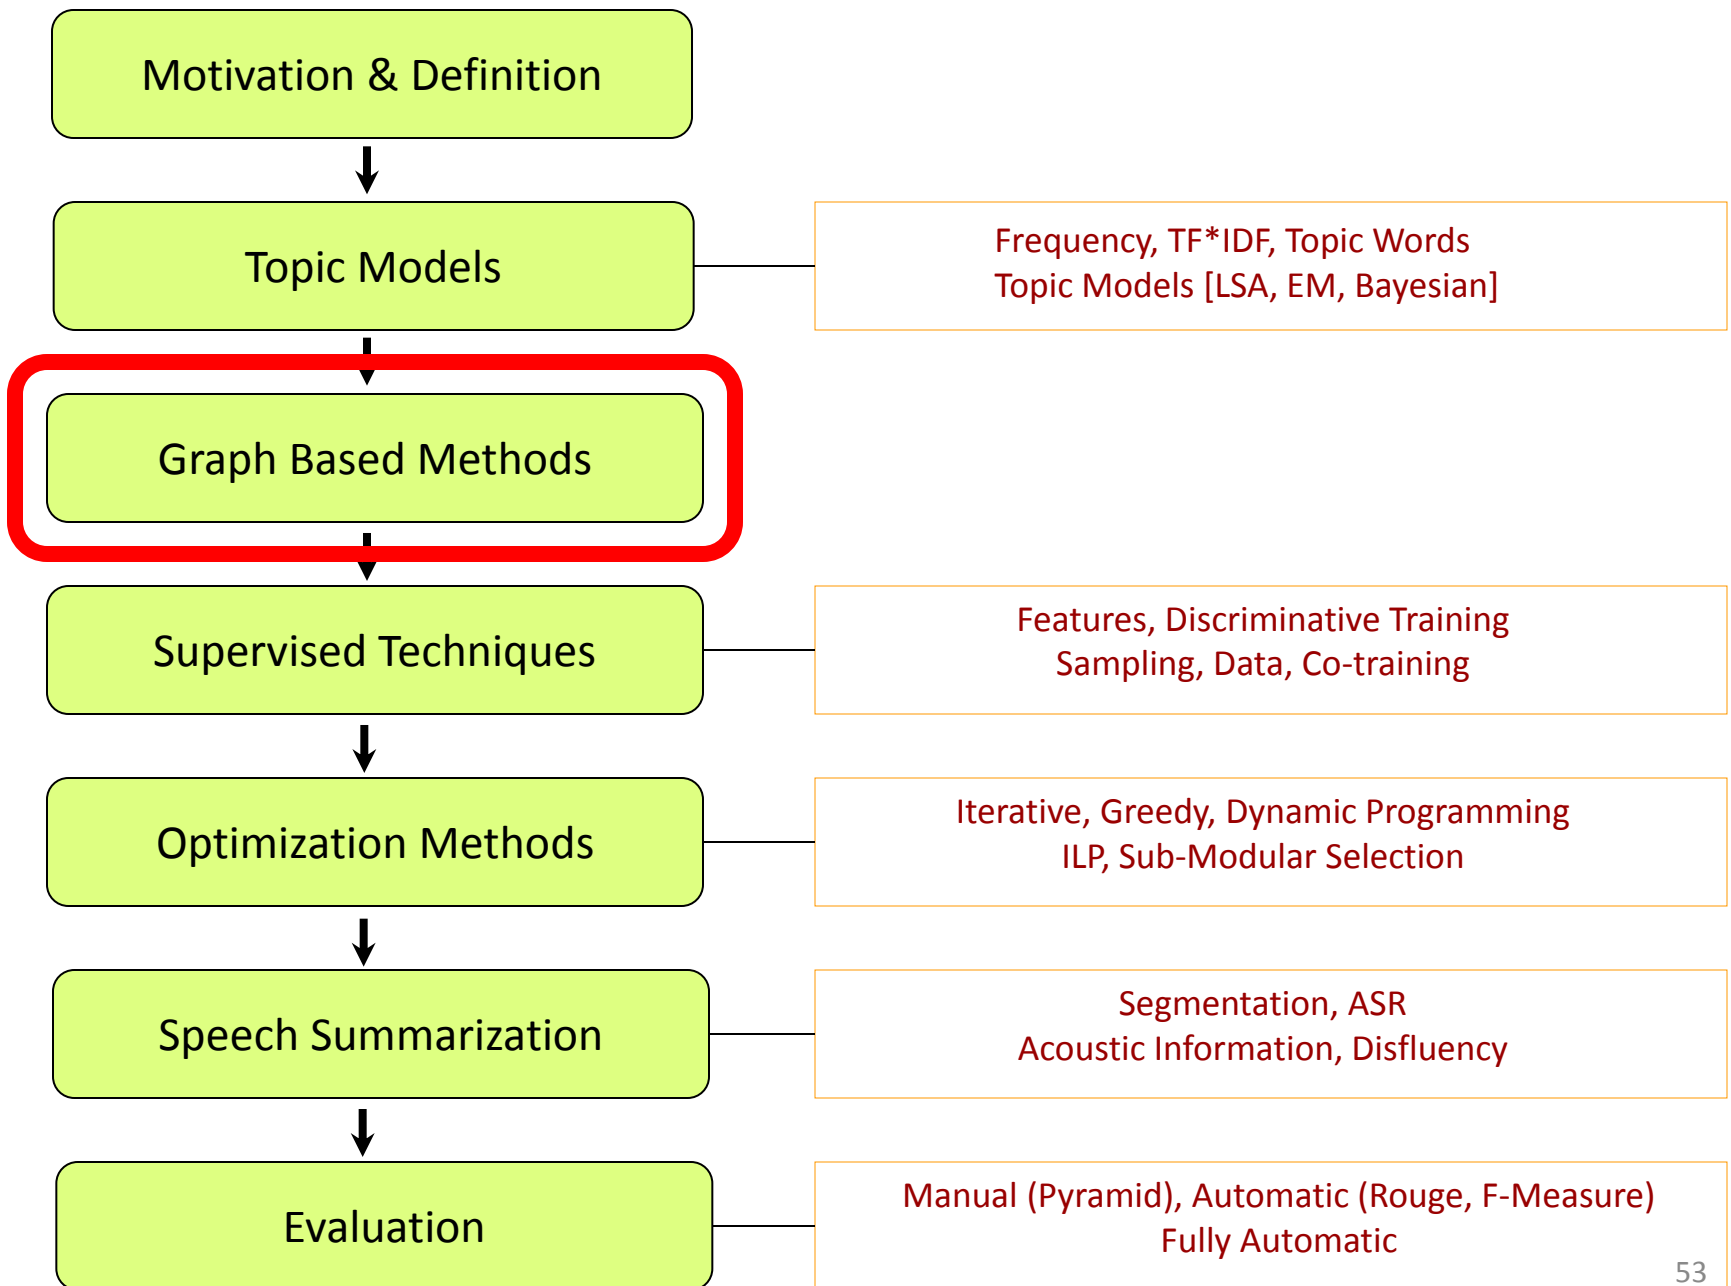 Motivation & Definition
Topic Models
Frequency, TF*IDF, Topic Words
Topic Models [LSA, EM, Bayesian]
Graph Based Methods
Supervised Techniques
Features, Discriminative Training
Sampling, Data, Co-training
Optimization Methods
Iterative, Greedy, Dynamic Programming
ILP, Sub-Modular Selection
Speech Summarization
Segmentation, ASR
Acoustic Information, Disfluency
Evaluation
Manual (Pyramid), Automatic (Rouge, F-Measure)
Fully Automatic
53